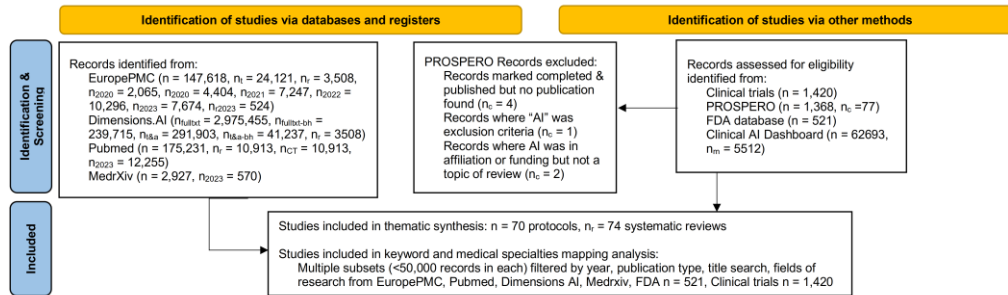 Identification of studies via databases and registers
Identification of studies via other methods
Identification &
Screening
Records identified from:
EuropePMC (n = 147,618, nt = 24,121, nr = 3,508,
n2020 = 2,065, n2020 = 4,404, n2021 = 7,247, n2022 =
10,296, n2023 = 7,674, nr2023 = 524)
Dimensions.AI (nfulltxt = 2,975,455, nfulltxt-bh =
239,715, nt&a = 291,903, nt&a-bh = 41,237, nr = 3508)
Pubmed (n = 175,231, nr = 10,913, nCT = 10,913,
n2023 = 12,255)
MedrXiv (n = 2,927, n2023 = 570)
PROSPERO Records excluded:
Records marked completed &
published but no publication
found (nc = 4)
Records where “AI” was
exclusion criteria (nc = 1)
Records where AI was in
affiliation or funding but not a
topic of review (nc = 2)
Records assessed for eligibility
identified from:
Clinical trials (n = 1,420)
PROSPERO (n = 1,368, nc =77)
FDA database (n = 521)
Clinical AI Dashboard (n = 62693,
nm = 5512)
Included
Studies included in thematic synthesis: n = 70 protocols, nr = 74 systematic reviews
Studies included in keyword and medical specialties mapping analysis:
Multiple subsets (<50,000 records in each) filtered by year, publication type, title search, fields of
research from EuropePMC, Pubmed, Dimensions AI, Medrxiv, FDA n = 521, Clinical trials n = 1,420